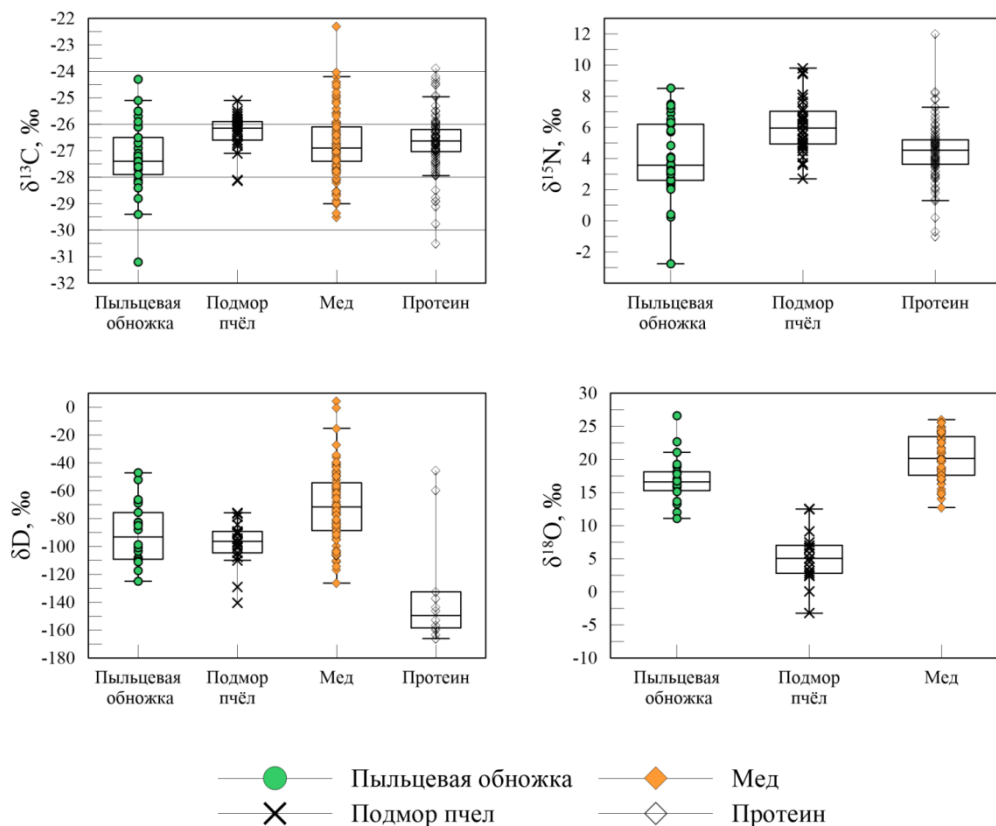 δ¹³C, ‰
-22
-23
-24
-25
-26
-27
-28
-29
-30
-31
-32
Пыльцевая обножка
Подмор пчёл
Мед
Протеин
δ¹⁵N, ‰
12
10
8
6
4
2
0
-2
Пыльцевая обножка
Подмор пчёл
Протеин
δD, ‰
0
-20
-40
-60
-80
-100
-120
-140
-160
-180
Пыльцевая обножка
Подмор пчёл
Мед
Протеин
δ¹⁸O, ‰
30
25
20
15
10
5
0
-5
-10
Пыльцевая обножка
Подмор пчёл
Мед
Пыльцевая обножка
Мед
Подмор пчел
Протеин